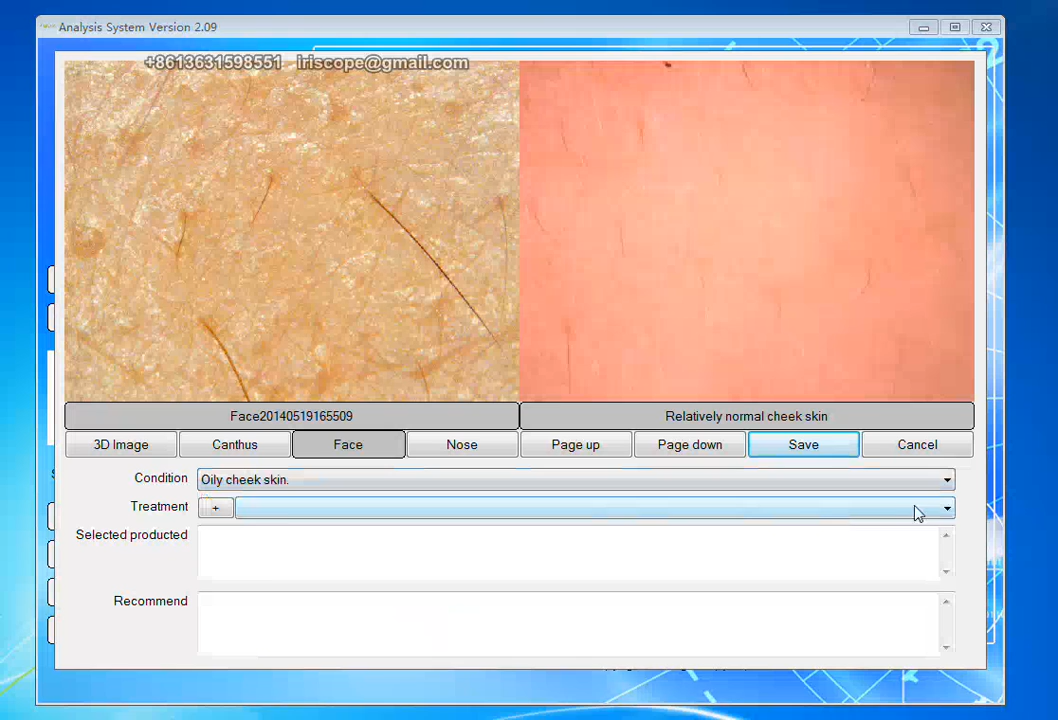 Analysis System Version 2.09
+8613631598551 Iriscope@gmail.com
Face20140519165509 Relatively normal cheek skin
3D Image Canthus Face Nose Page up Page down Save Cancel
Condition Oily cheek skin.
Treatment +
Selected producted
Recommend